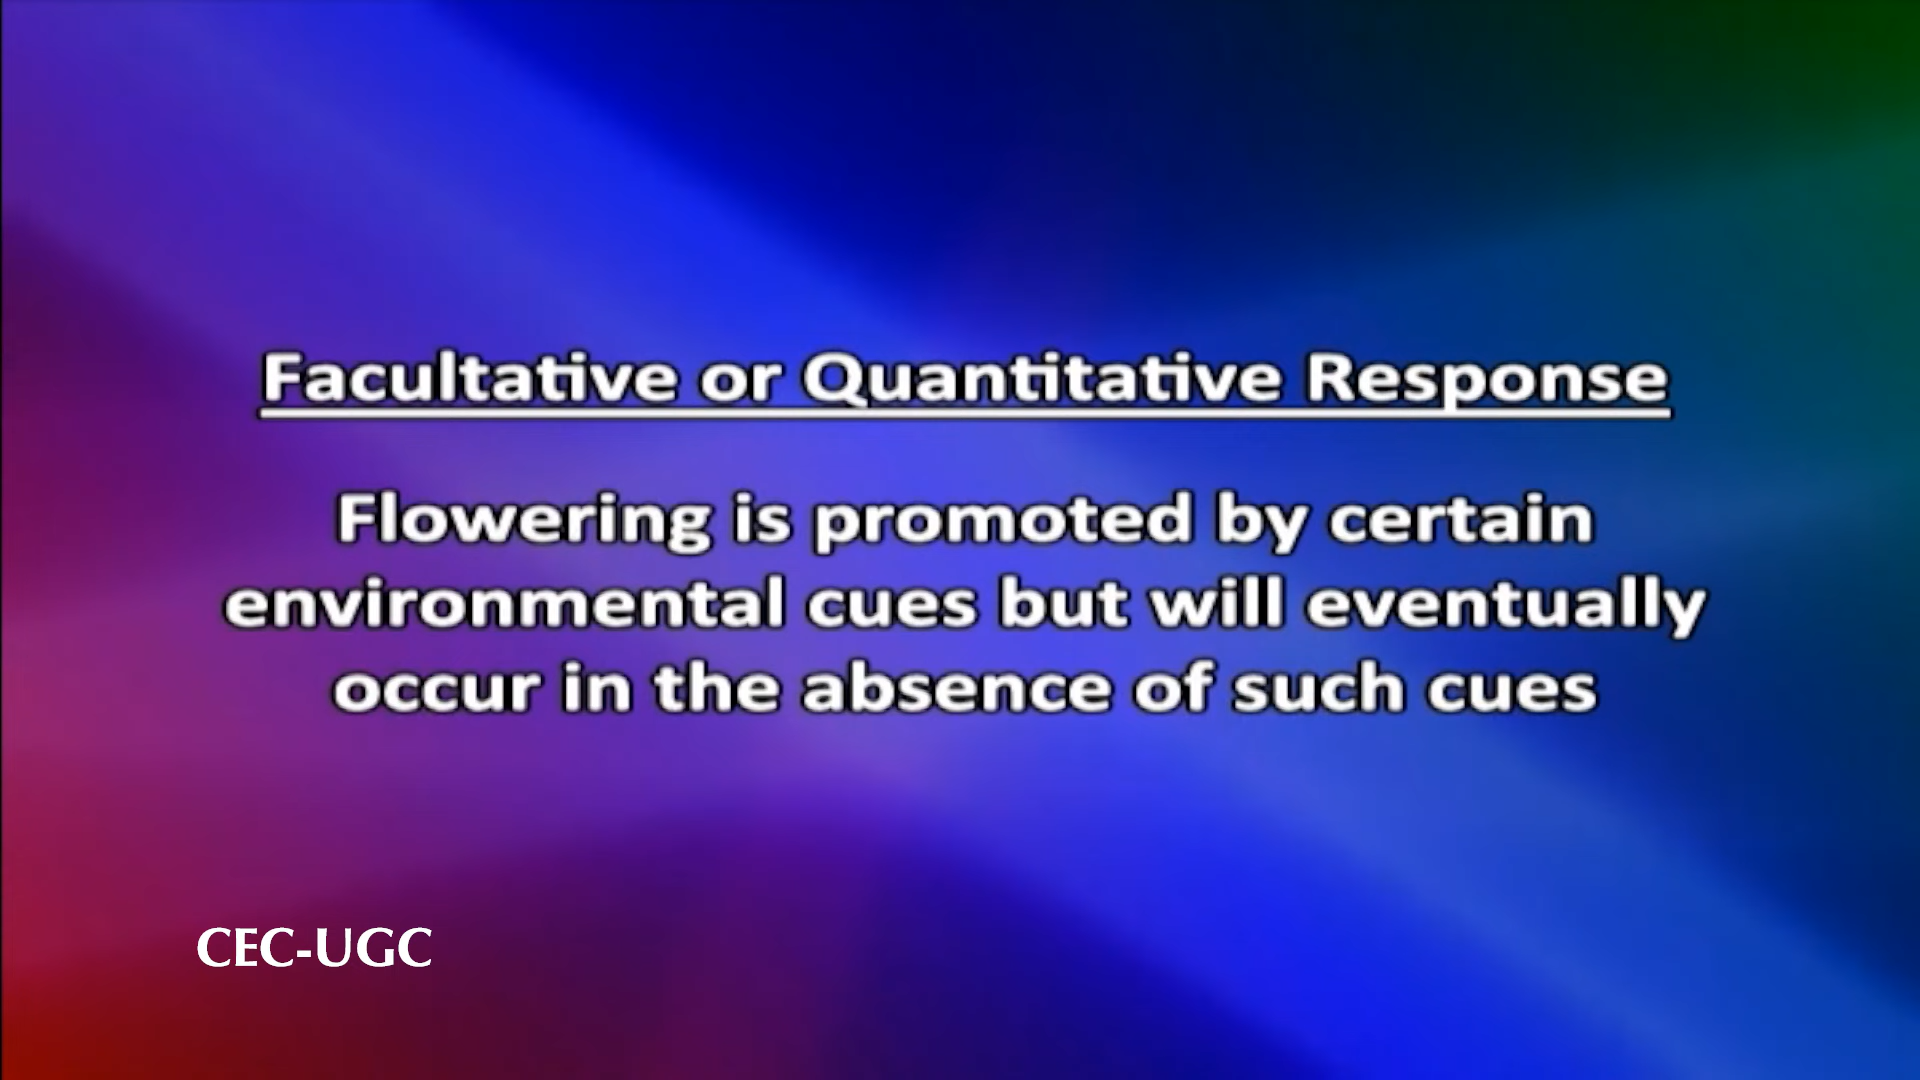 Facultative or Quantitative Response
Flowering is promoted by certain
environmental cues but will eventually
occur in the absence of such cues
CEC-UGC